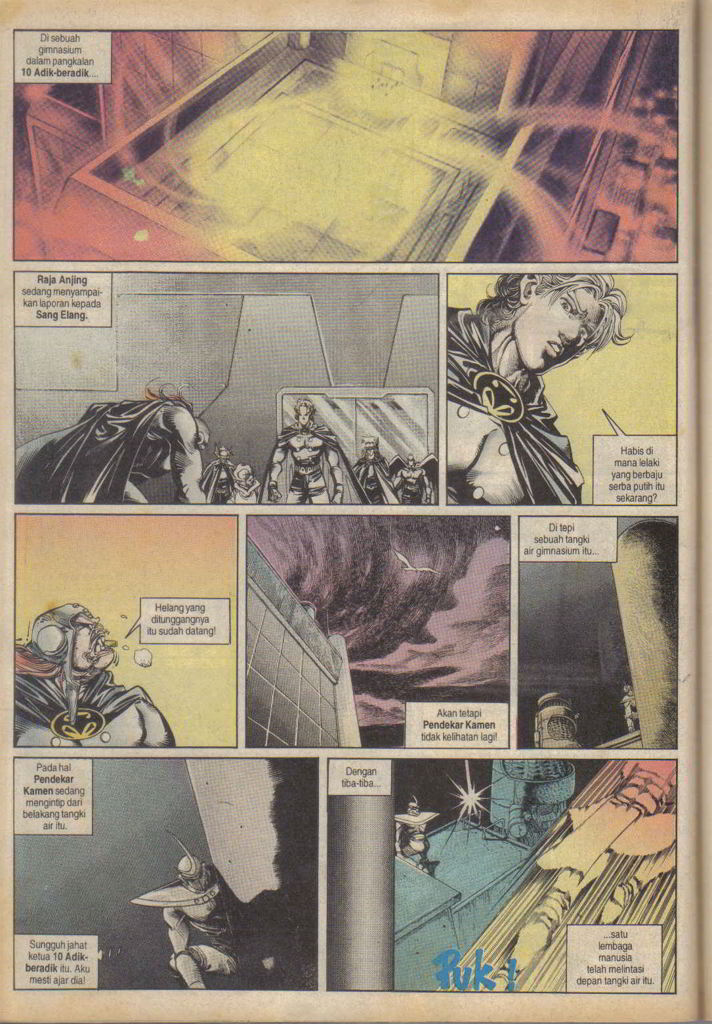 Di sebuah
gimnasium
dalam pangkalan
10 Adik-beradik....
Raja Anjing
sedang menyampai-
kan laporan kepada
Sang Elang.
Habis di
mana lelaki
yang berbaju
serba putih itu
sekarang?
Helang yang
ditunggangnya
itu sudah datang!
Akan tetapi
Pendekar Kamen
tidak kelihatan lagi!
Di tepi
sebuah tangki
air gimnasium itu...
Pada hal
Pendekar
Kamen sedang
mengintip dari
belakang tangki
air itu.
Sungguh jahat
ketua 10 Adik-
beradik itu. Aku
mesti ajar dia!
Dengan
tiba-tiba...
Puk!
...satu
lembaga
manusia
telah melintasi
depan tangki air itu.